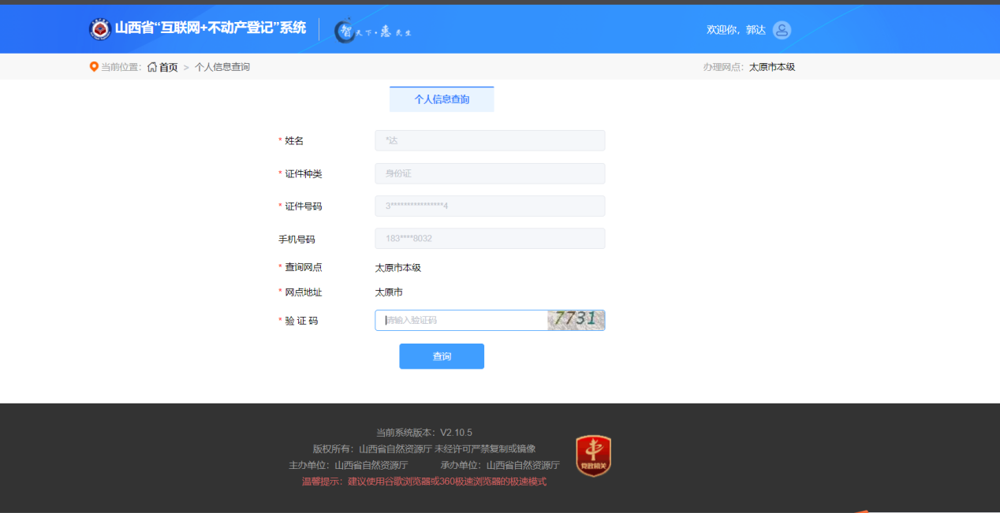 山西省“互联网+不动产登记”系统
智天下·惠民生
欢迎你，郭达
当前位置： 首页 > 个人信息查询
办理网点：太原市本级
个人信息查询
* 姓名 *达
* 证件种类 身份证
* 证件号码 3****************4
手机号码 183****8032
* 查询网点 太原市本级
* 网点地址 太原市
* 验 证 码 请输入验证码 7731
查询
当前系统版本：V2.10.5
版权所有：山西省自然资源厅 未经许可严禁复制或镜像
主办单位：山西省自然资源厅 承办单位：山西省自然资源厅
温馨提示：建议使用谷歌浏览器或360极速浏览器的极速模式
党政机关